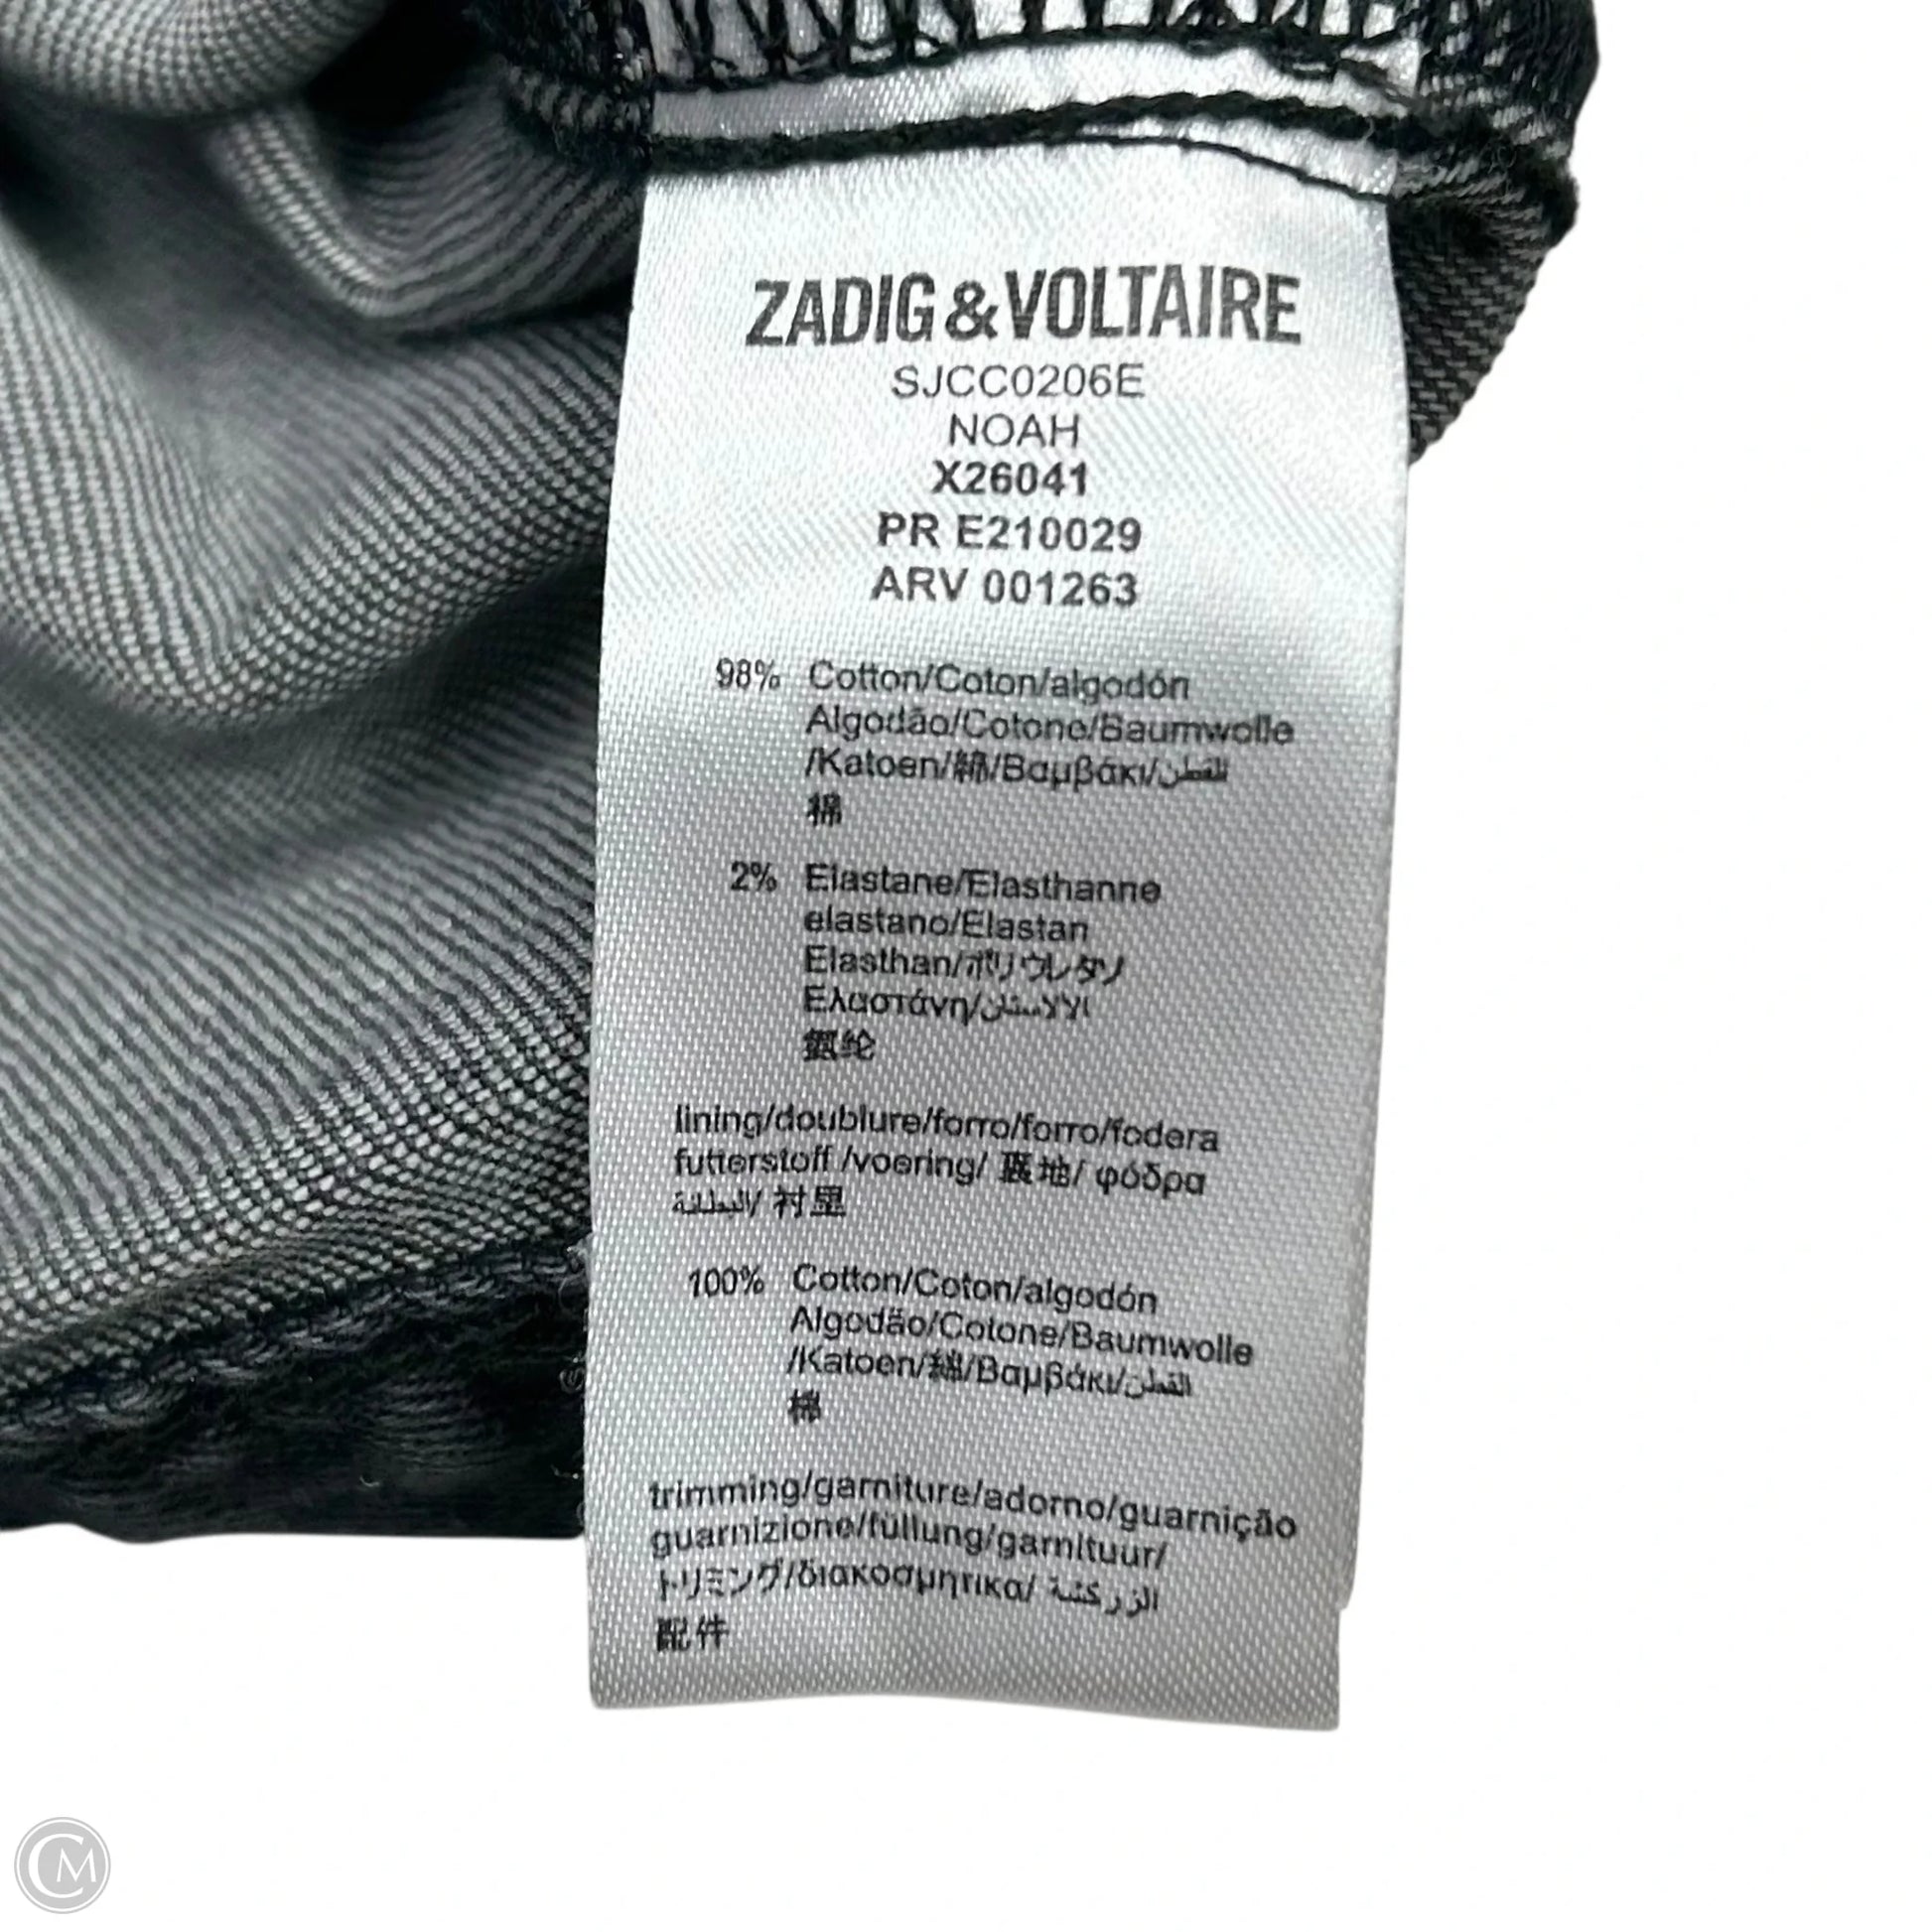 ZADIG&VOLTAIRE
SJCC0206E
NOAH
X26041
PR E210029
ARV 001263
98% Cotton/Coton/algodón
Algodão/Cotone/Baumwolle
/Katoen/綿/Βαμβάκι/القطن
棉
2% Elastane/Elasthanne
elastano/Elastan
Elasthan/ポリウレタン
Ελαστάνη/الالاستان
氨纶
lining/doublure/forro/forro/fodera
futterstoff /voering/ 裏地/ φόδρα
البطانة/ 衬里
100% Cotton/Coton/algodón
Algodão/Cotone/Baumwolle
/Katoen/綿/Βαμβάκι/القطن
棉
trimming/garniture/adorno/guarnição
guarnizione/füllung/garnituur/
トリミング/διακοσμητικα/ الزركشة
配件
CM